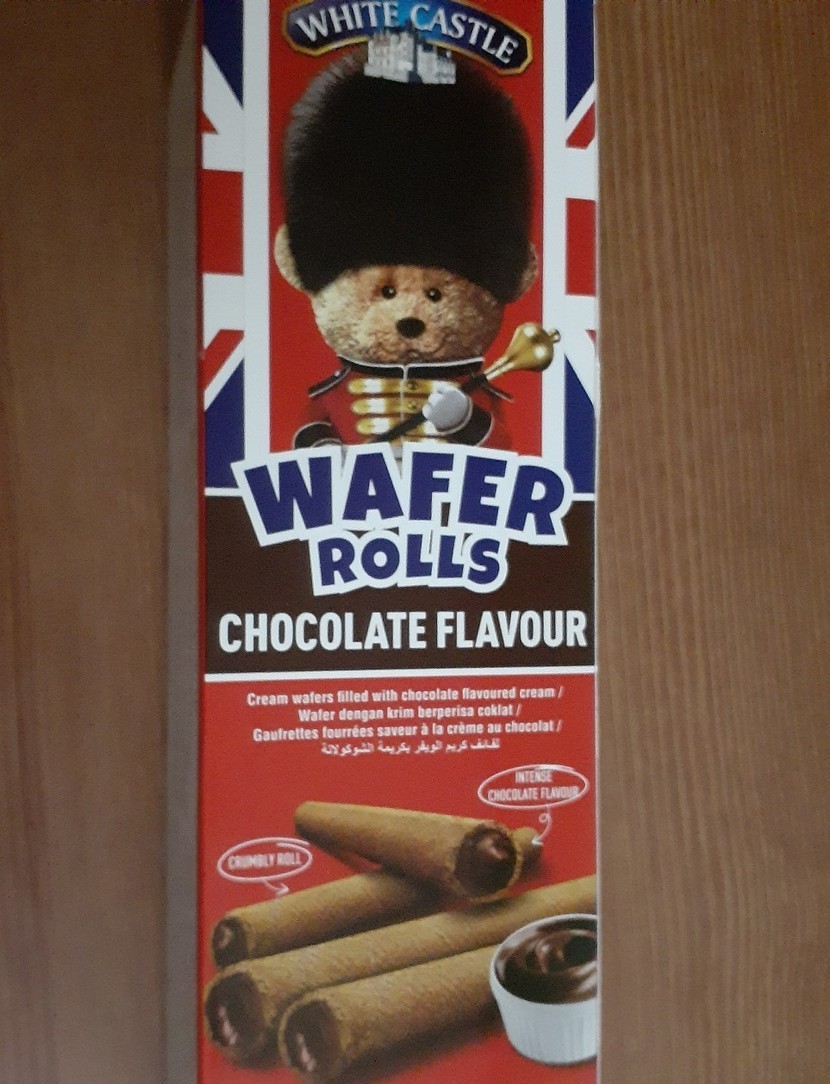 WHITE CASTLE
WAFER
ROLLS
CHOCOLATE FLAVOUR
Cream wafers filled with chocolate flavoured cream /
Wafer dengan krim berperisa coklat /
Gaufrettes fourrées saveur à la crème au chocolat /
لفائف كريم الويفر بكريمة الشوكولاتة
INTENSE
CHOCOLATE FLAVOUR
CRUMBLY ROLL